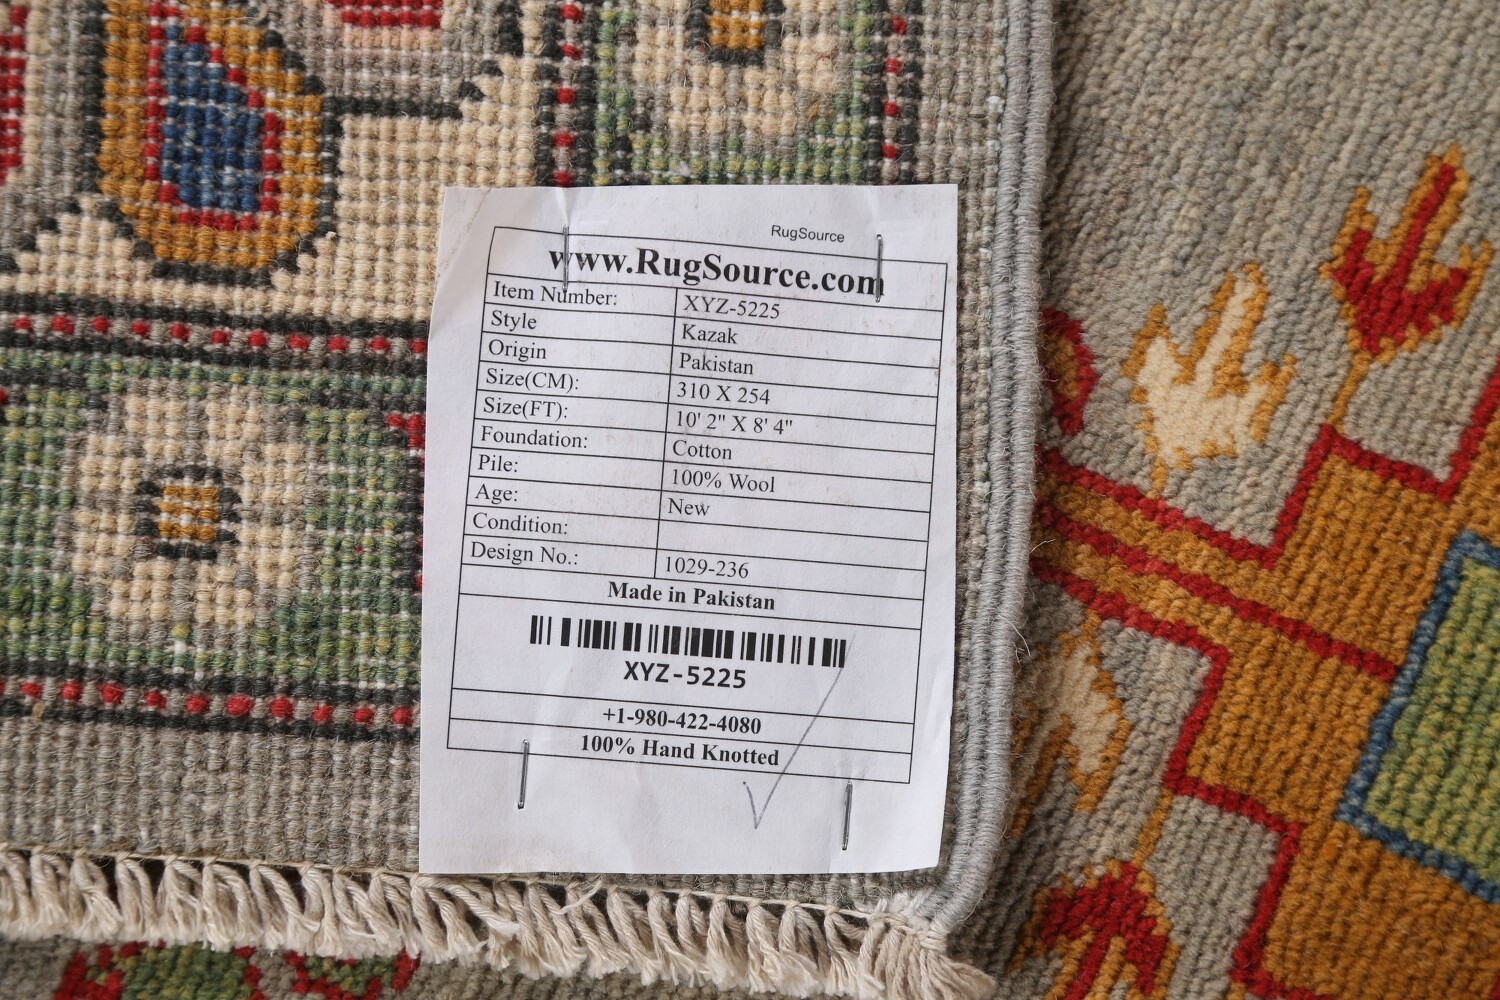 RugSource
www.RugSource.com
Item Number: XYZ-5225
Style Kazak
Origin Pakistan
Size(CM): 310 X 254
Size(FT): 10' 2" X 8' 4"
Foundation: Cotton
Pile: 100% Wool
Age: New
Condition:
Design No.: 1029-236
Made in Pakistan
XYZ-5225
+1-980-422-4080
100% Hand Knotted